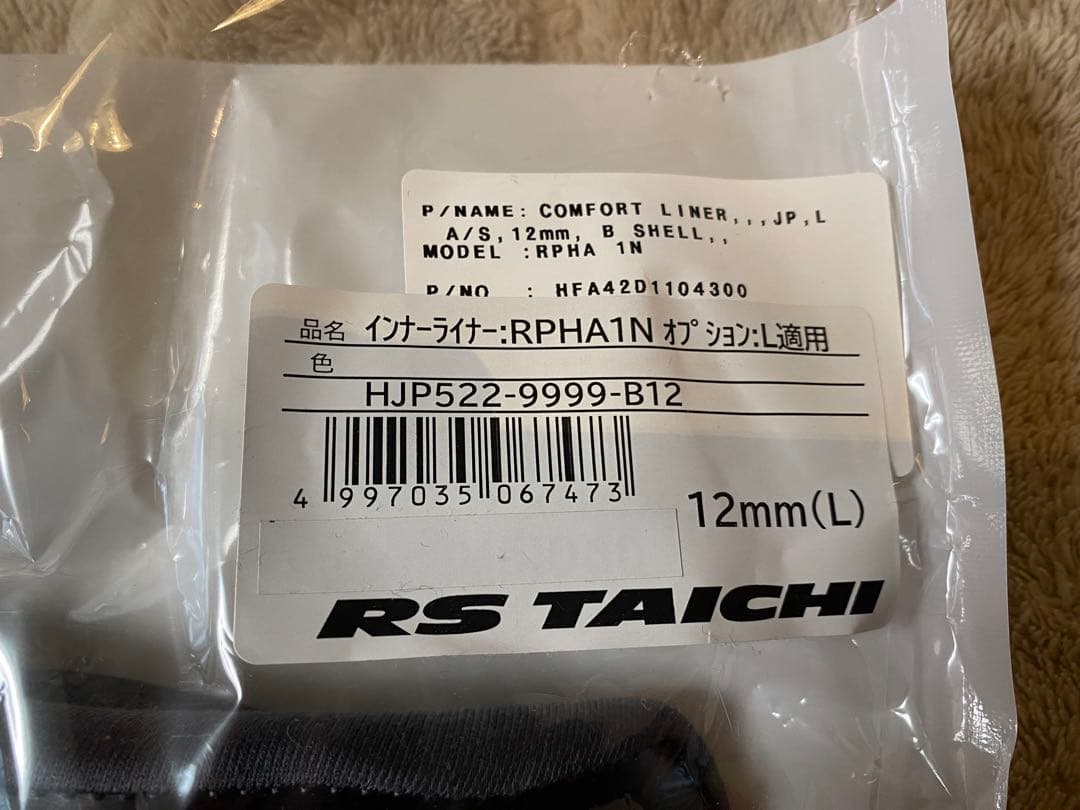 P/NAME: COMFORT LINER,,,JP,L
A/S,12mm, B SHELL,,
MODEL :RPHA 1N
P/NO : HFA42D1104300
品名 インナーライナー:RPHA1N オプション:L適用
色
HJP522-9999-B12
4 997035 067473
12mm(L)
RS TAICHI